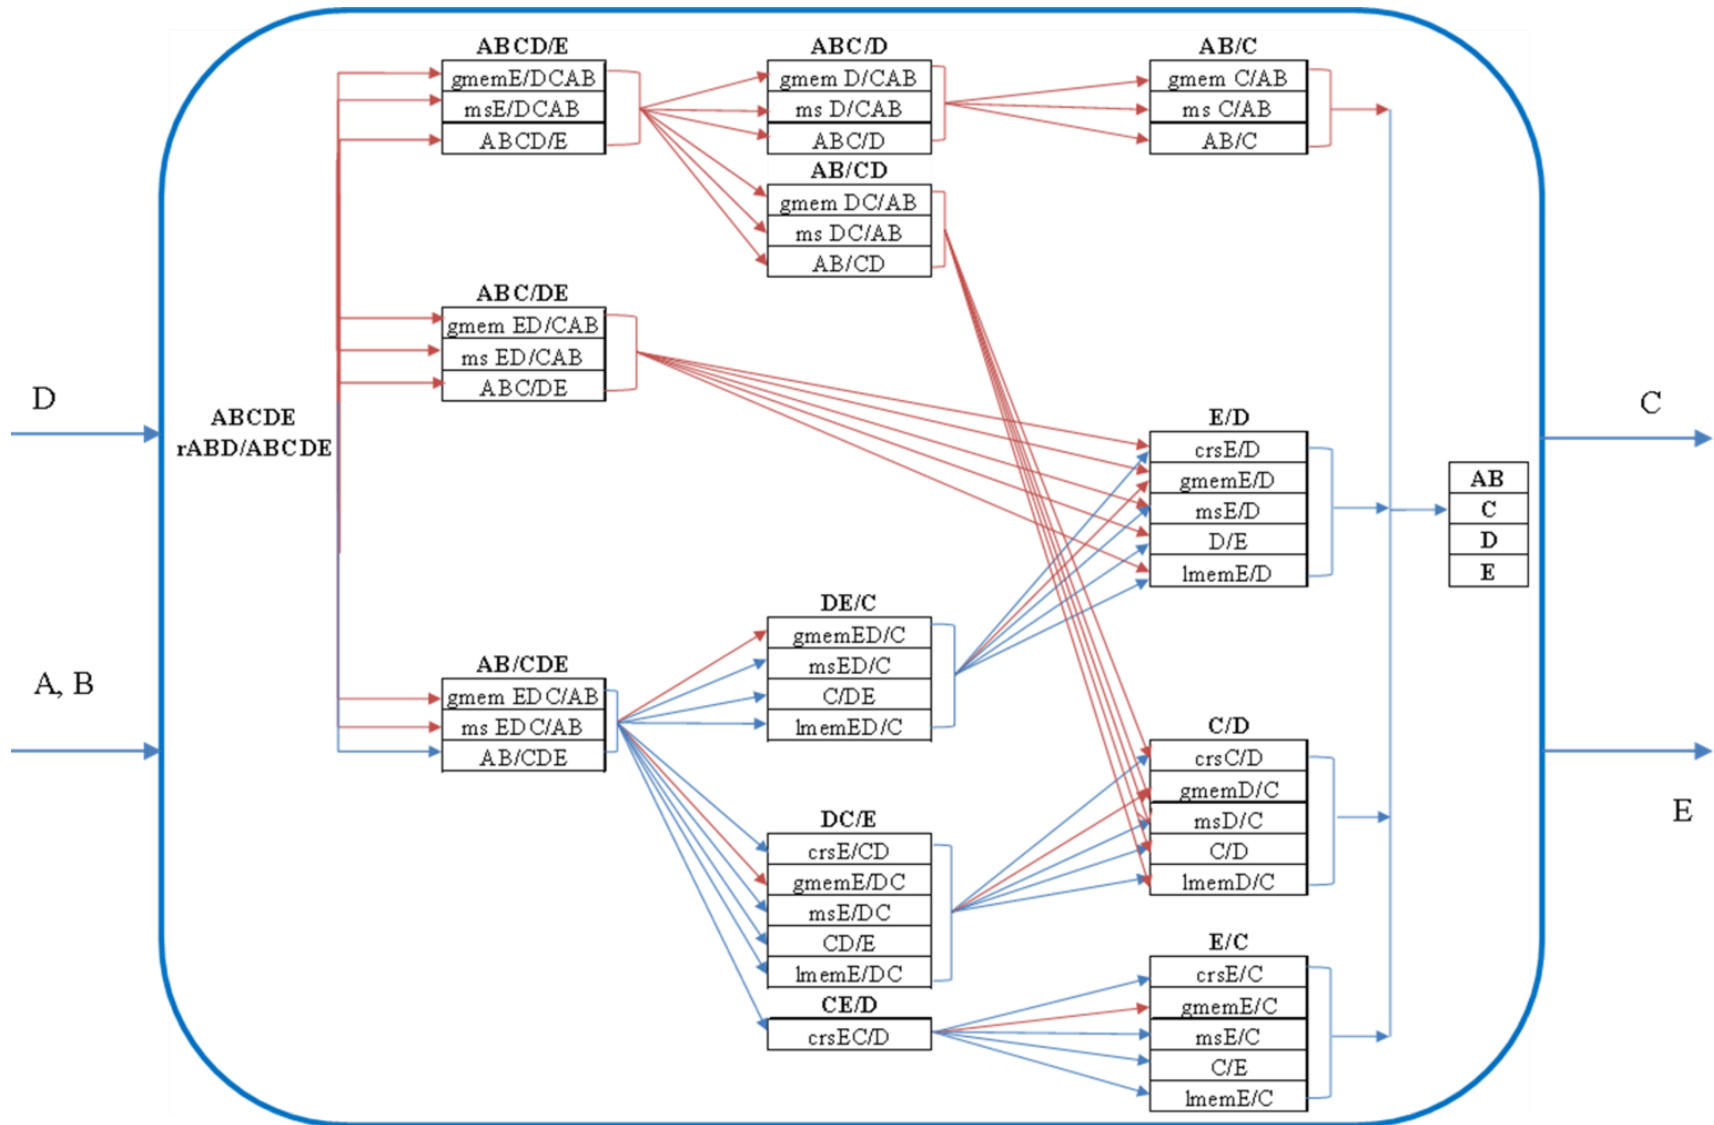 D
A, B
ABCDE
rABD/ABCDE
ABCD/E
gmemE/DCAB
msE/DCAB
ABCD/E
ABC/DE
gmem ED/CAB
ms ED/CAB
ABC/DE
AB/CDE
gmem EDC/AB
ms EDC/AB
AB/CDE
ABC/D
gmem D/CAB
ms D/CAB
ABC/D
AB/CD
gmem DC/AB
ms DC/AB
AB/CD
DE/C
gmemED/C
msED/C
C/DE
lmemED/C
DC/E
crsE/CD
gmemE/DC
msE/DC
CD/E
lmemE/DC
CE/D
crsEC/D
AB/C
gmem C/AB
ms C/AB
AB/C
E/D
crsE/D
gmemE/D
msE/D
D/E
lmemE/D
C/D
crsC/D
gmemD/C
msD/C
C/D
lmemD/C
E/C
crsE/C
gmemE/C
msE/C
C/E
lmemE/C
AB
C
D
E
C
E